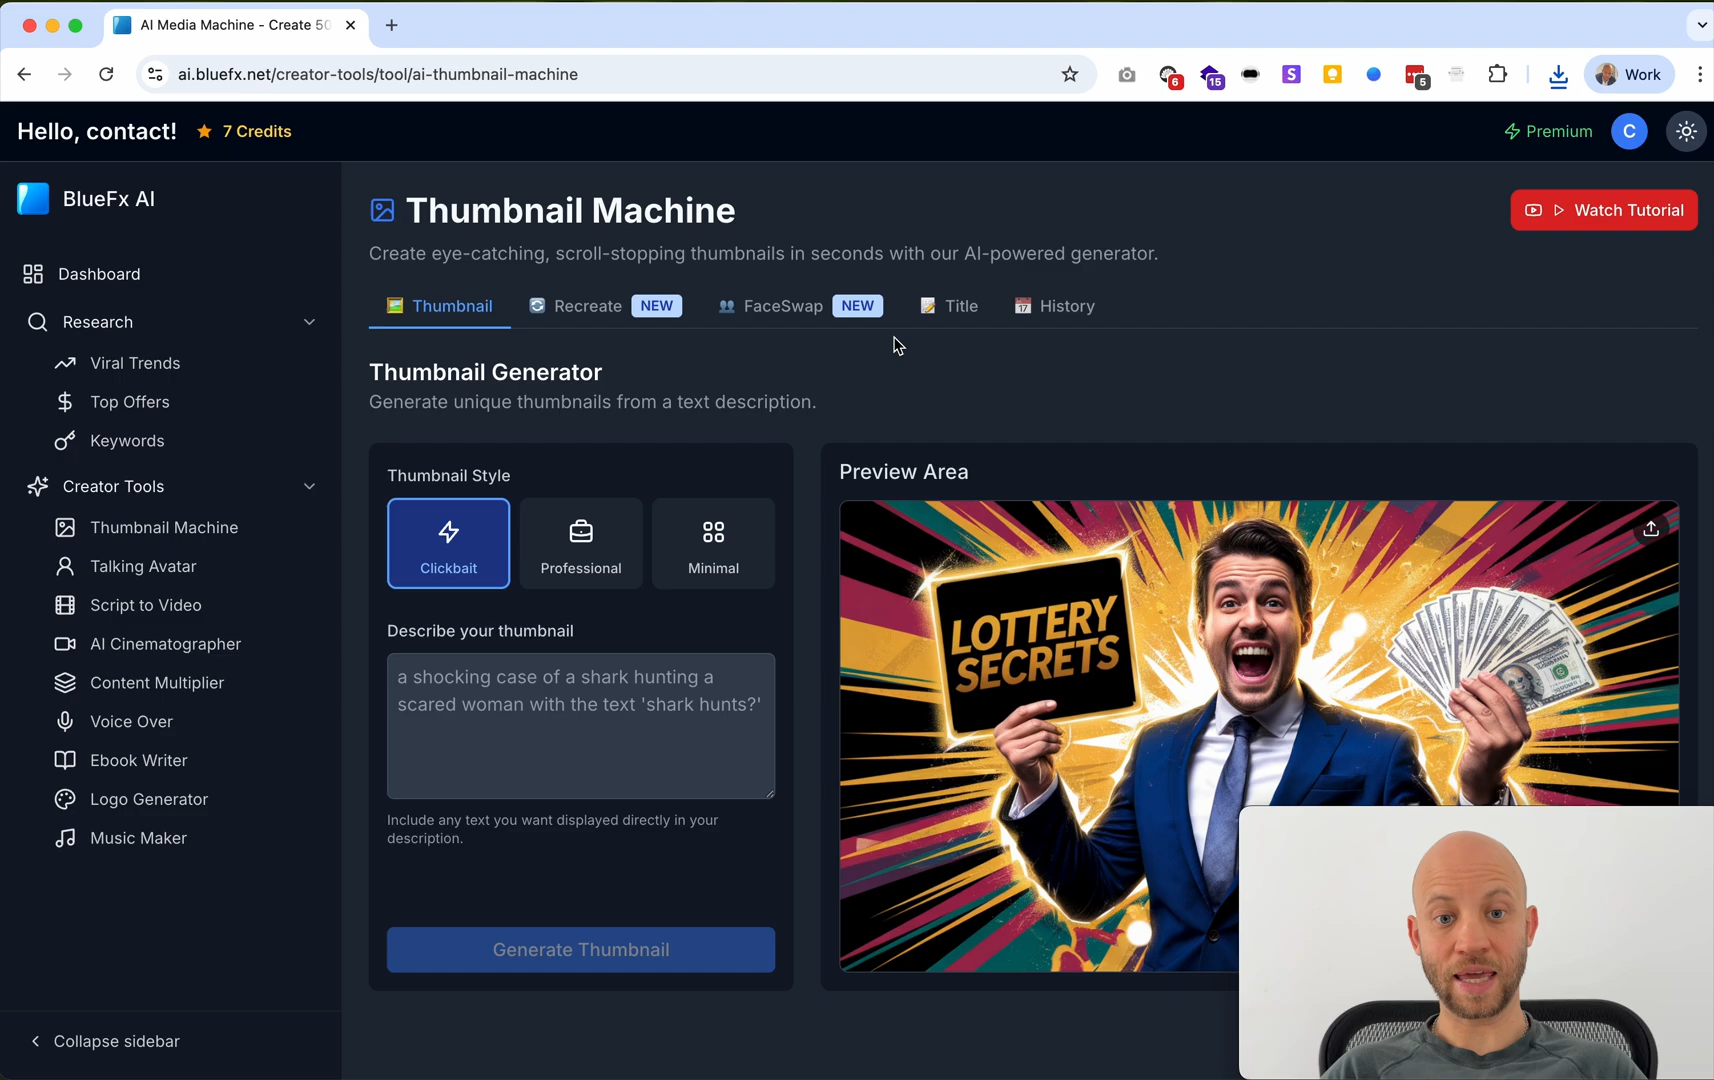 AI Media Machine - Create 50
ai.bluefx.net/creator-tools/tool/ai-thumbnail-machine
6
15
S
5
Work
Hello, contact!
7 Credits
Premium
C
BlueFx AI
Dashboard
Research
Viral Trends
Top Offers
Keywords
Creator Tools
Thumbnail Machine
Talking Avatar
Script to Video
AI Cinematographer
Content Multiplier
Voice Over
Ebook Writer
Logo Generator
Music Maker
Collapse sidebar
Thumbnail Machine
Watch Tutorial
Create eye-catching, scroll-stopping thumbnails in seconds with our AI-powered generator.
Thumbnail
Recreate NEW
FaceSwap NEW
Title
History
Thumbnail Generator
Generate unique thumbnails from a text description.
Thumbnail Style
Clickbait
Professional
Minimal
Describe your thumbnail
a shocking case of a shark hunting a
scared woman with the text 'shark hunts?'
Include any text you want displayed directly in your
description.
Generate Thumbnail
Preview Area
LOTTERY
SECRETS